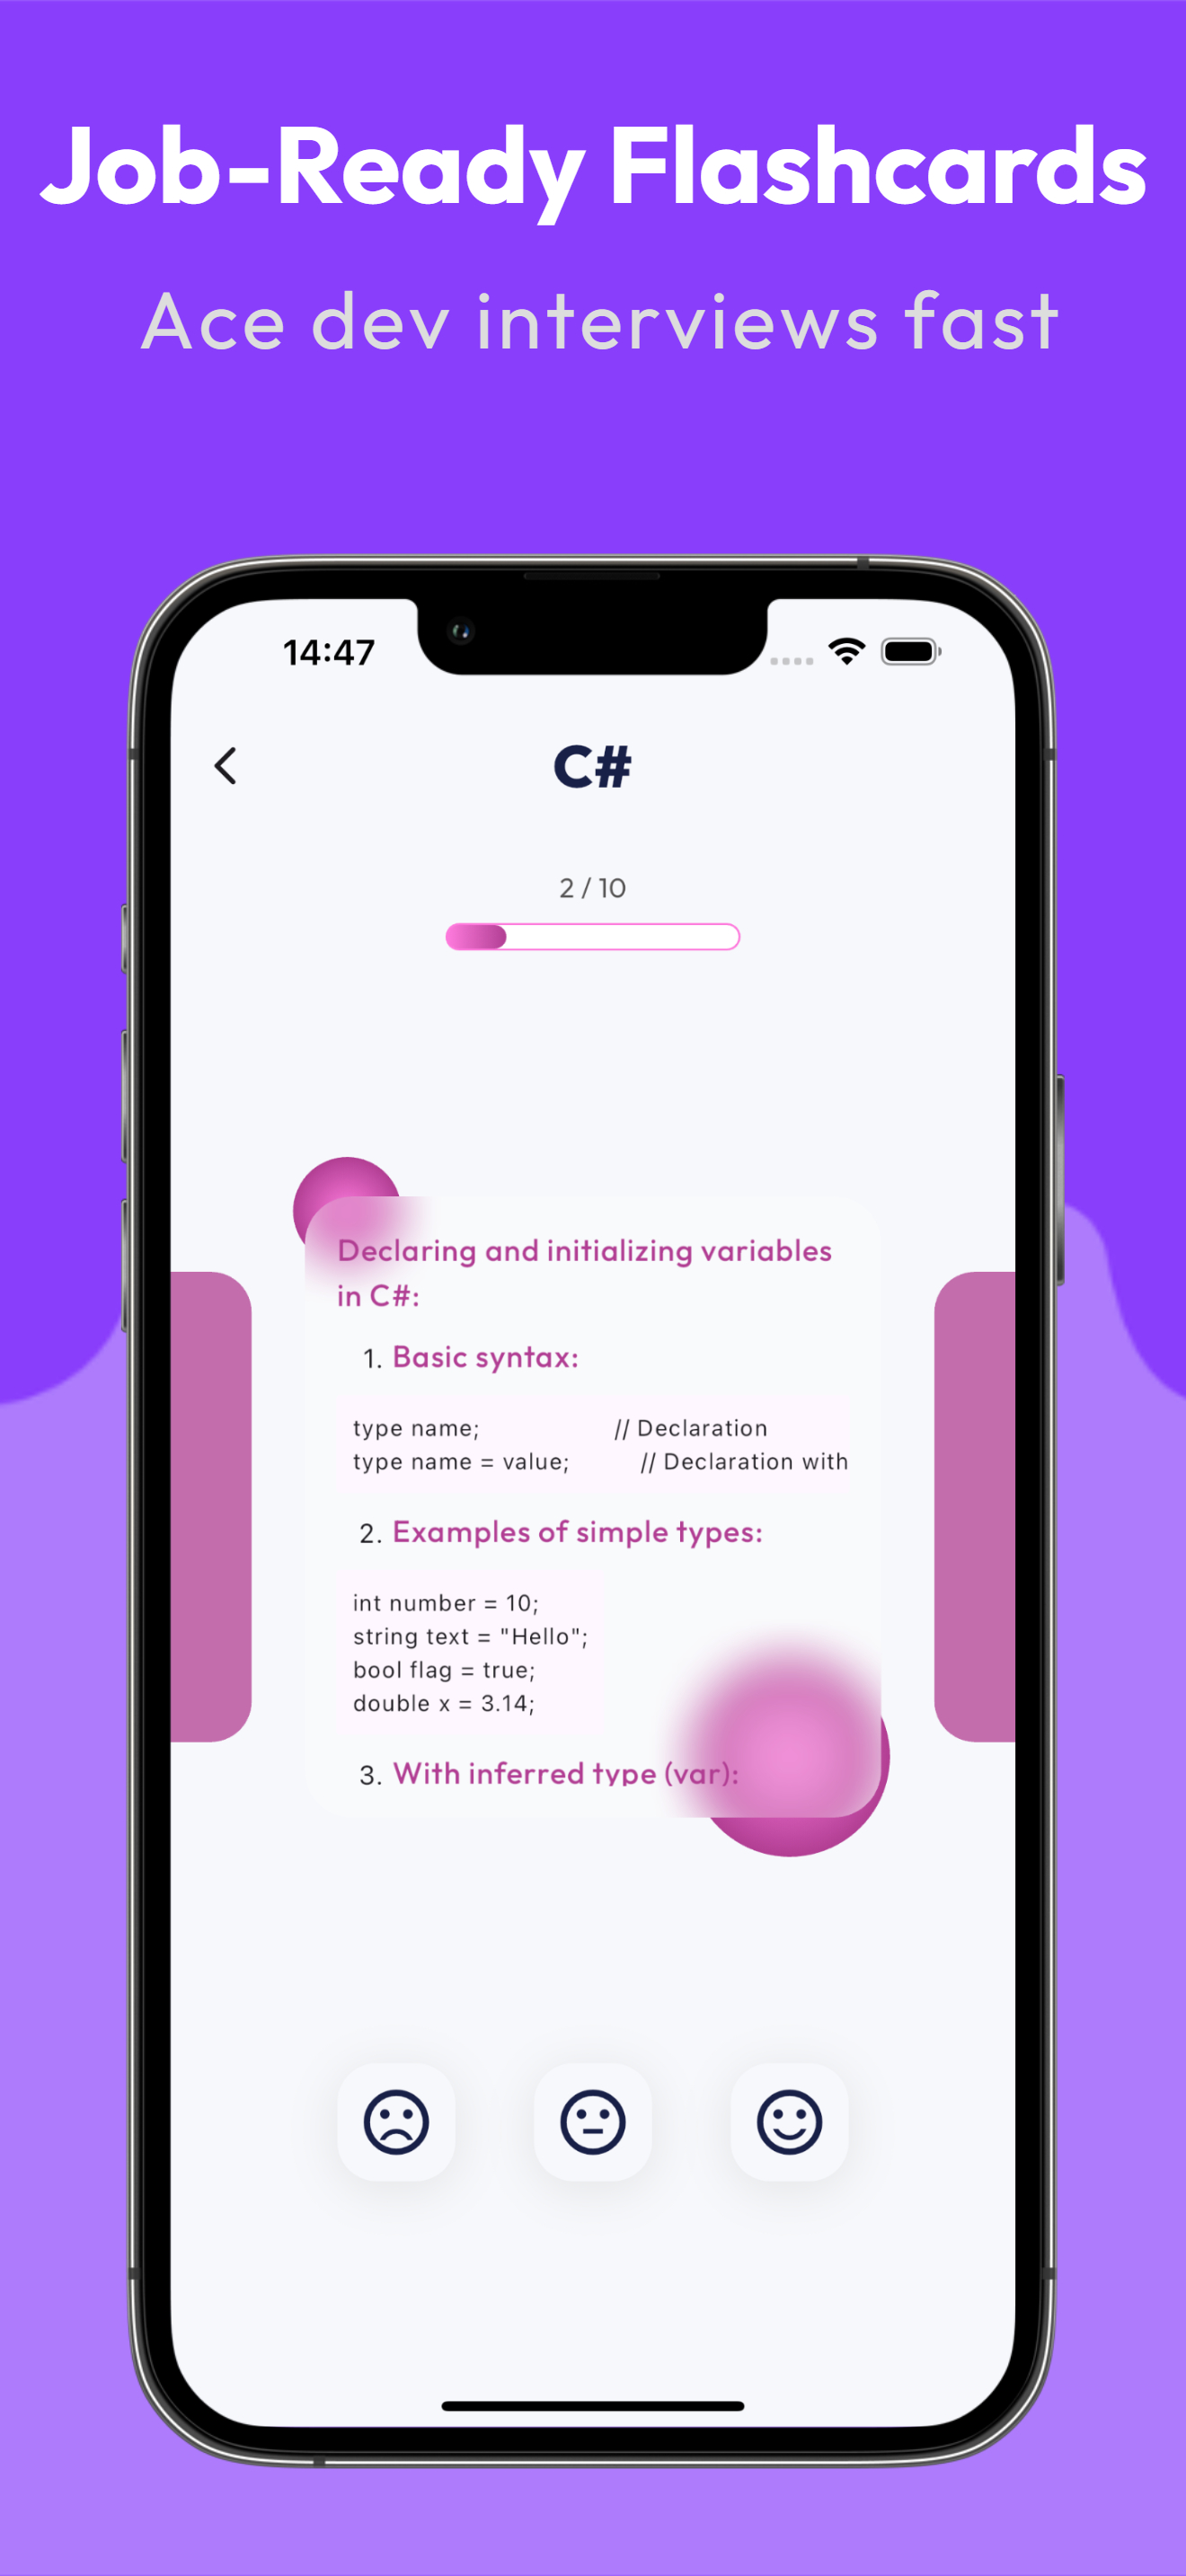 Job-Ready Flashcards
Ace dev interviews fast
14:47
C#
2 / 10
Declaring and initializing variables
in C#:
1. Basic syntax:
type name; // Declaration
type name = value; // Declaration with
2. Examples of simple types:
int number = 10;
string text = "Hello";
bool flag = true;
double x = 3.14;
3. With inferred type (var):